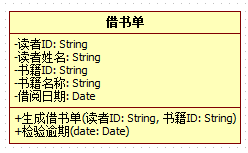 借书单
-读者ID: String
-读者姓名: String
-书籍ID: String
-书籍名称: String
-借阅日期: Date
+生成借书单(读者ID: String, 书籍ID: String)
+检验逾期(date: Date)